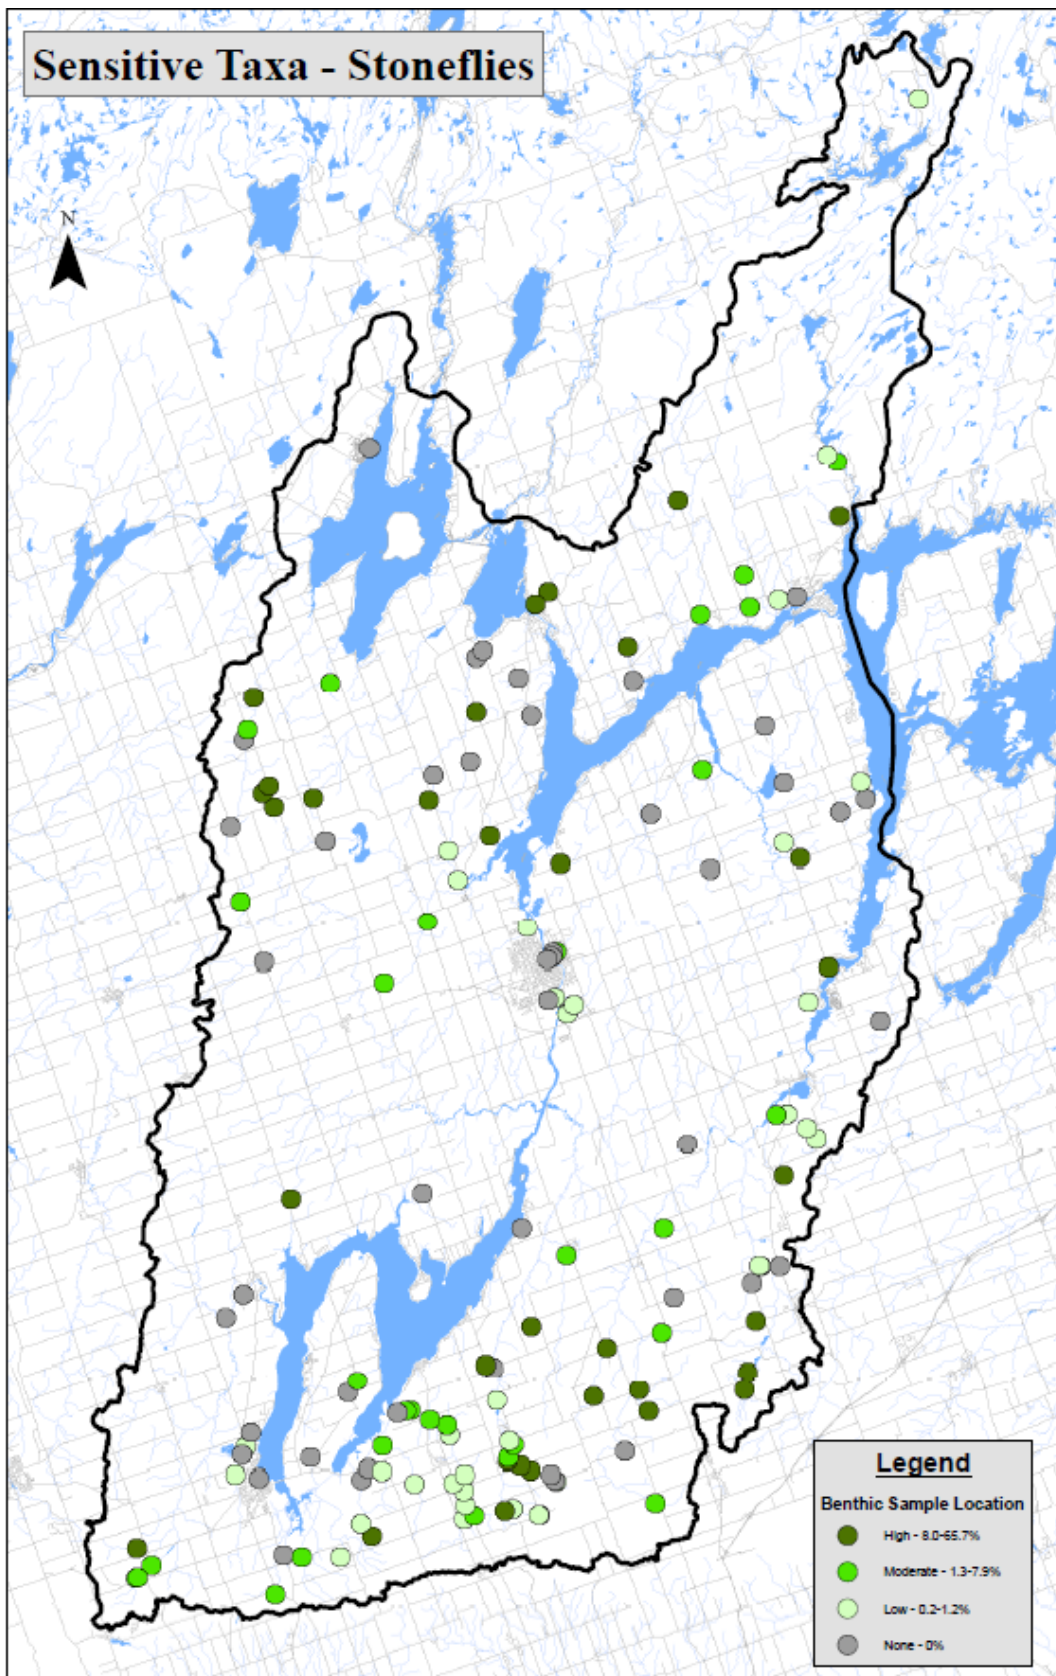 Sensitive Taxa - Stoneflies
N
Legend
Benthic Sample Location
High - 8.0-65.7%
Moderate - 1.3-7.9%
Low - 0.2-1.2%
None - 0%